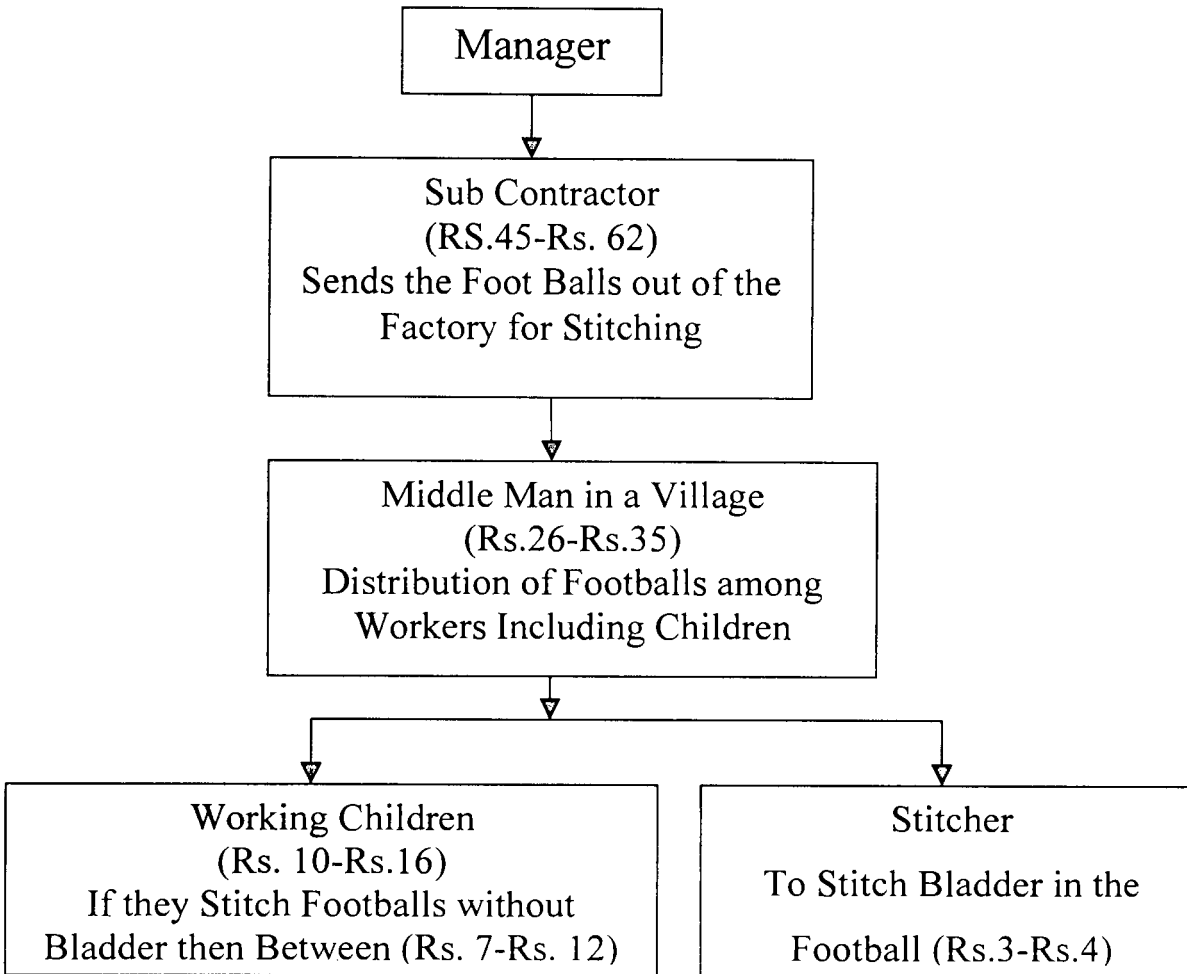 Manager
Sub Contractor
(RS.45-Rs. 62)
Sends the Foot Balls out of the
Factory for Stitching
Middle Man in a Village
(Rs.26-Rs.35)
Distribution of Footballs among
Workers Including Children
Working Children
(Rs. 10-Rs.16)
If they Stitch Footballs without
Bladder then Between (Rs. 7-Rs. 12)
Stitcher
To Stitch Bladder in the
Football (Rs.3-Rs.4)